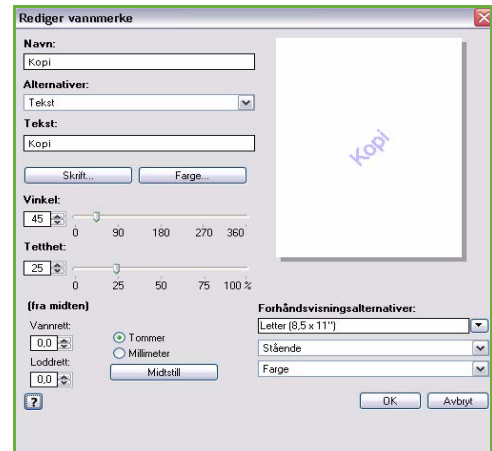 Rediger vannmerke
Navn:
Kopi
Alternativer:
Tekst
Tekst:
Kopi
Skrift... Farge...
Vinkel:
45
0 90 180 270 360
Tetthet:
25
0 25 50 75 100 %
(fra midten)
Vannrett:
0,0
Loddrett:
0,0
Tommer
Millimeter
Midtstill
Kopi
Forhåndsvisningsalternativer:
Letter (8,5 x 11")
Stående
Farge
?
OK Avbryt